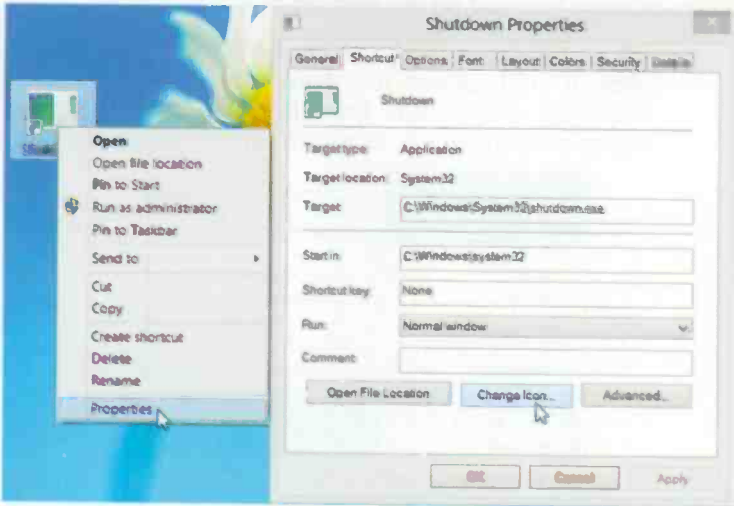 Open
Open file location
Pin to Start
Run as administrator
Pin to Taskbar
Send to
Cut
Copy
Create shortcut
Delete
Rename
Properties
Shutdown Properties
General Shortcut Options Font Layout Colors Security Details
Shutdown
Target type: Application
Target location: System32
Target: C:\Windows\System32\shutdown.exe
Start in: C:\Windows\system32
Shortcut key: None
Run: Normal window
Comment:
Open File Location Change Icon... Advanced...
OK Cancel Apply